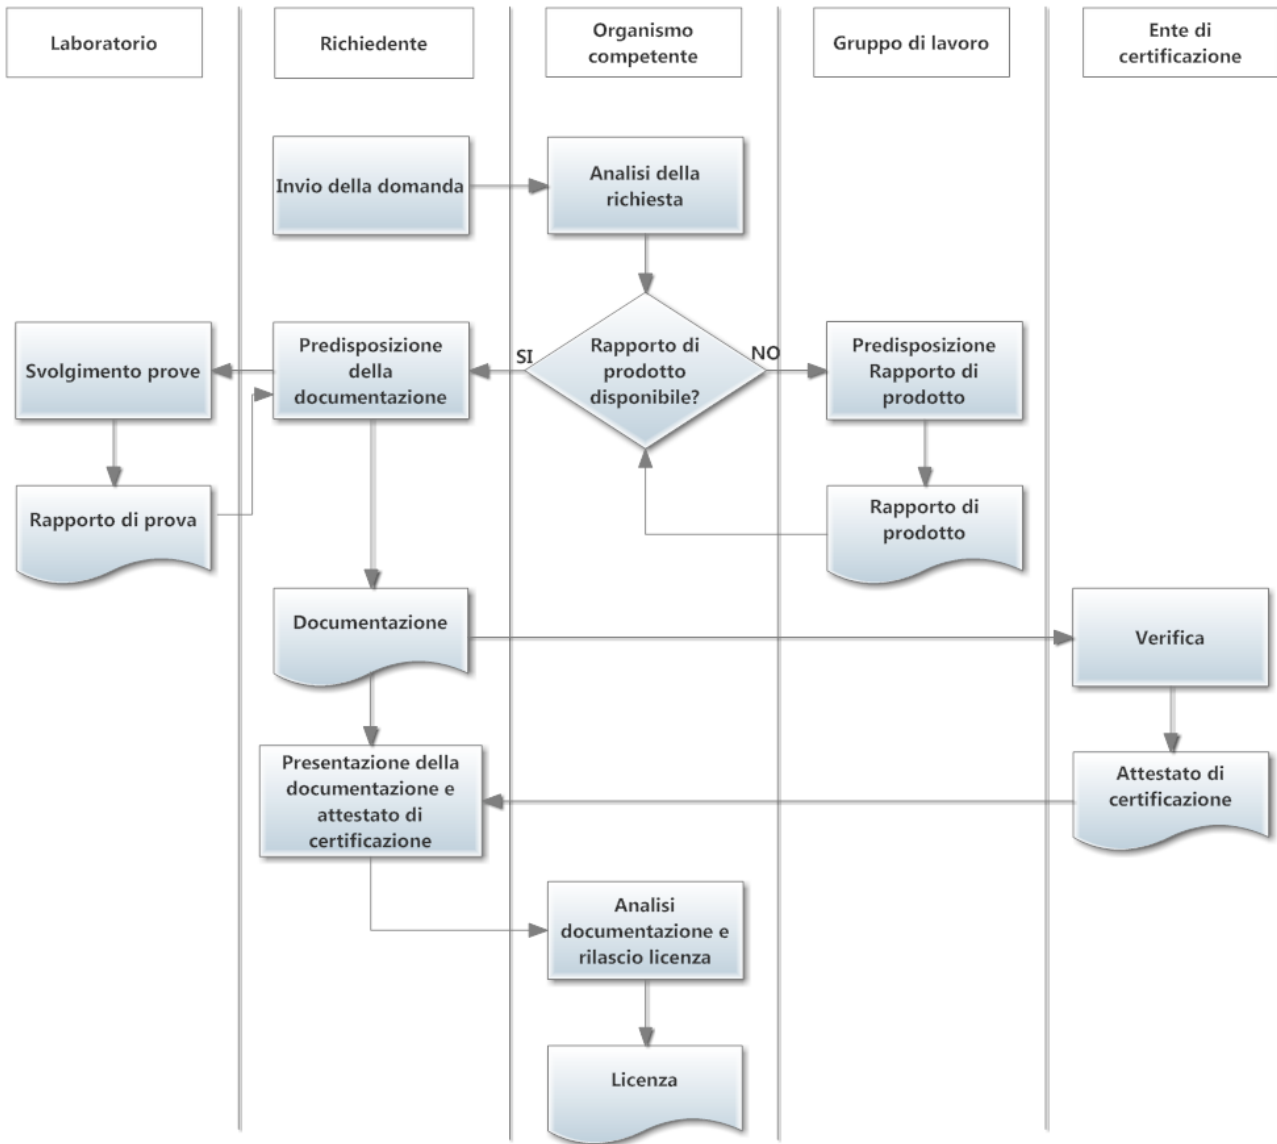 Laboratorio
Richiedente
Organismo
competente
Gruppo di lavoro
Ente di
certificazione
Invio della domanda
Analisi della
richiesta
Svolgimento prove
Predisposizione
della
documentazione
SI
Rapporto di
prodotto
disponibile?
NO
Predisposizione
Rapporto di
prodotto
Rapporto di prova
Rapporto di
prodotto
Documentazione
Verifica
Presentazione della
documentazione e
attestato di
certificazione
Attestato di
certificazione
Analisi
documentazione e
rilascio licenza
Licenza